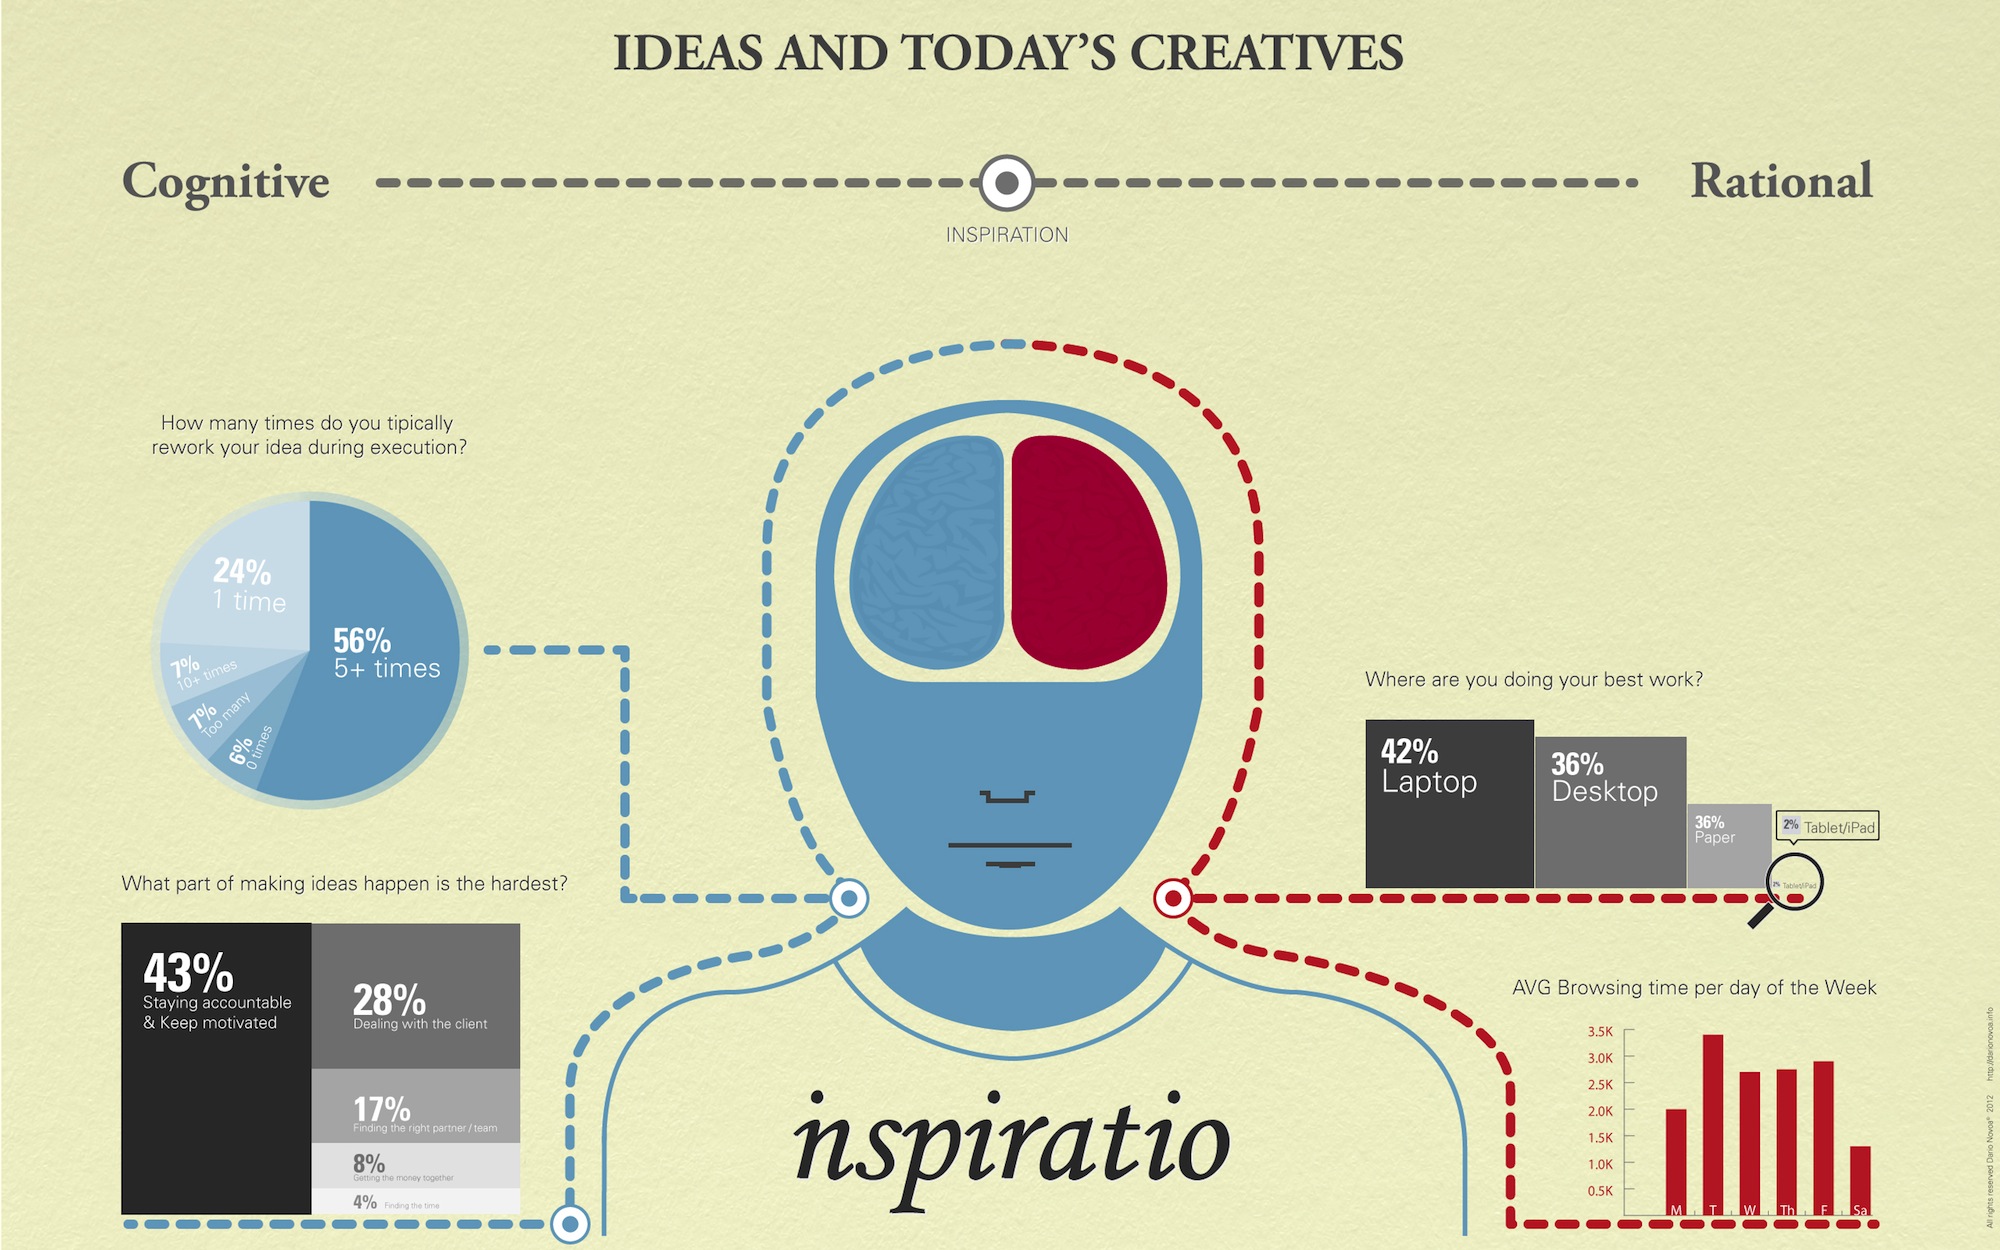 IDEAS AND TODAY'S CREATIVES
Cognitive
Rational
INSPIRATION
How many times do you tipically
rework your idea during execution?
24%
1 time
56%
5+ times
7%
10+ times
7%
Too many
6%
0 times
What part of making ideas happen is the hardest?
43%
Staying accountable
& Keep motivated
28%
Dealing with the client
17%
Finding the right partner / team
8%
Getting the money together
4% Finding the time
nspiratio
Where are you doing your best work?
42%
Laptop
36%
Desktop
36%
Paper
2% Tablet/iPad
2% Tablet/iPad
AVG Browsing time per day of the Week
3.5K
3.0K
2.5K
2.0K
1.5K
1.0K
0.5K
M T W Th F Sa
All rights reserved Dario Novoa® 2012 http://darionovoa.info